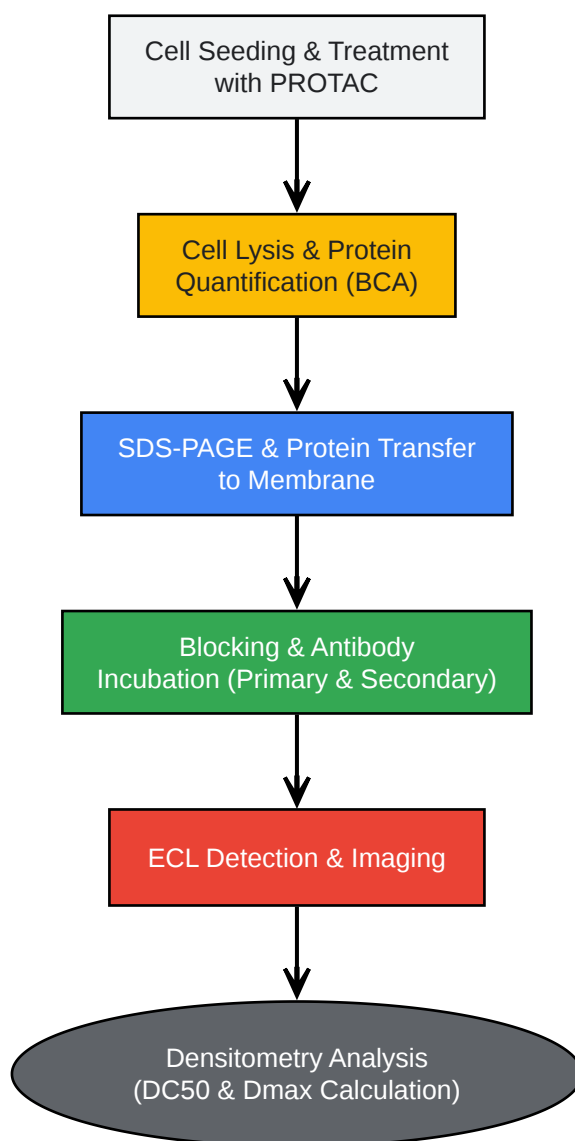 Cell Seeding & Treatment
with PROTAC
Cell Lysis & Protein
Quantification (BCA)
SDS-PAGE & Protein Transfer
to Membrane
Blocking & Antibody
Incubation (Primary & Secondary)
ECL Detection & Imaging
Densitometry Analysis
(DC50 & Dmax Calculation)